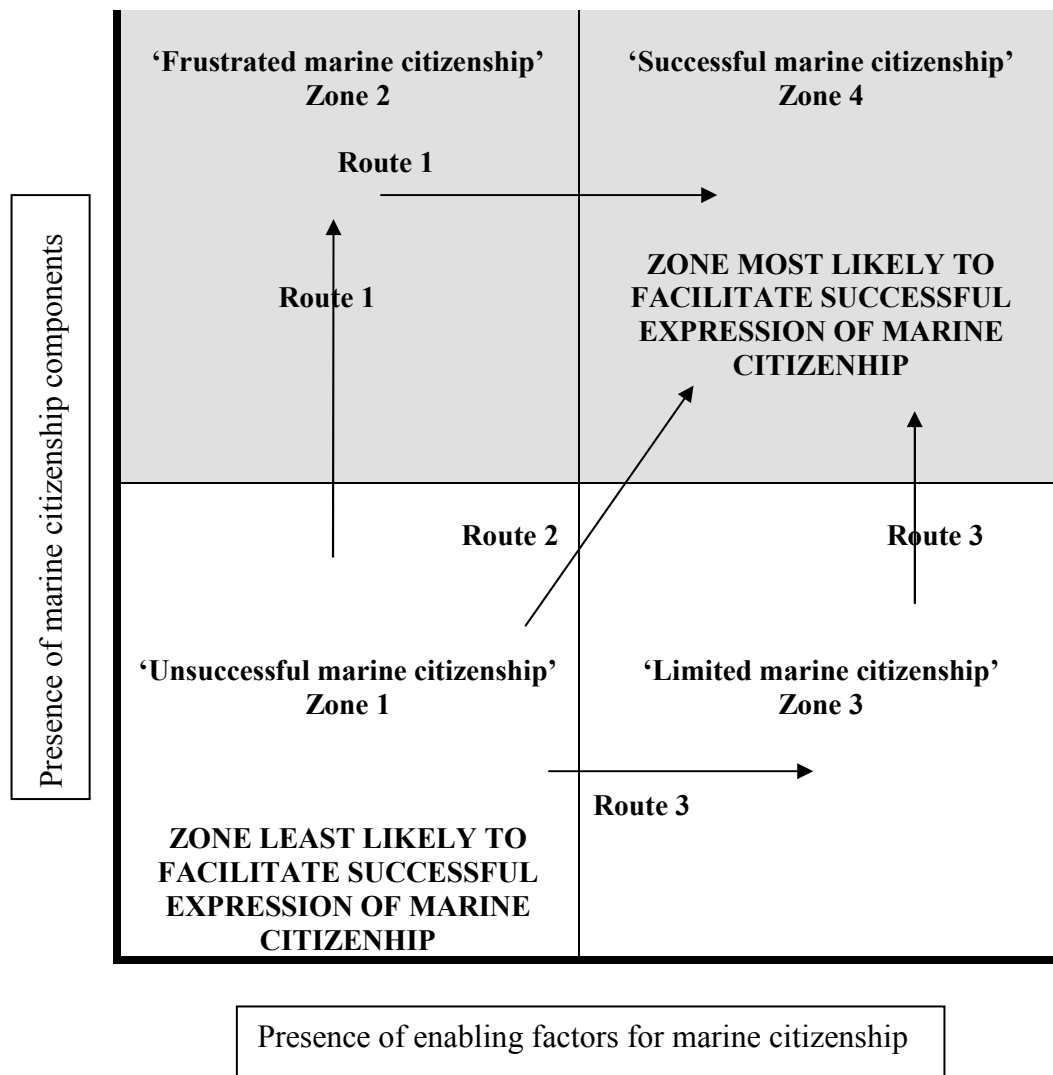 ‘Frustrated marine citizenship’
Zone 2
‘Successful marine citizenship’
Zone 4
Route 1
Route 1
ZONE MOST LIKELY TO
FACILITATE SUCCESSFUL
EXPRESSION OF MARINE
CITIZENHIP
Presence of marine citizenship components
Route 2
Route 3
‘Unsuccessful marine citizenship’
Zone 1
‘Limited marine citizenship’
Zone 3
Route 3
ZONE LEAST LIKELY TO
FACILITATE SUCCESSFUL
EXPRESSION OF MARINE
CITIZENHIP
Presence of enabling factors for marine citizenship